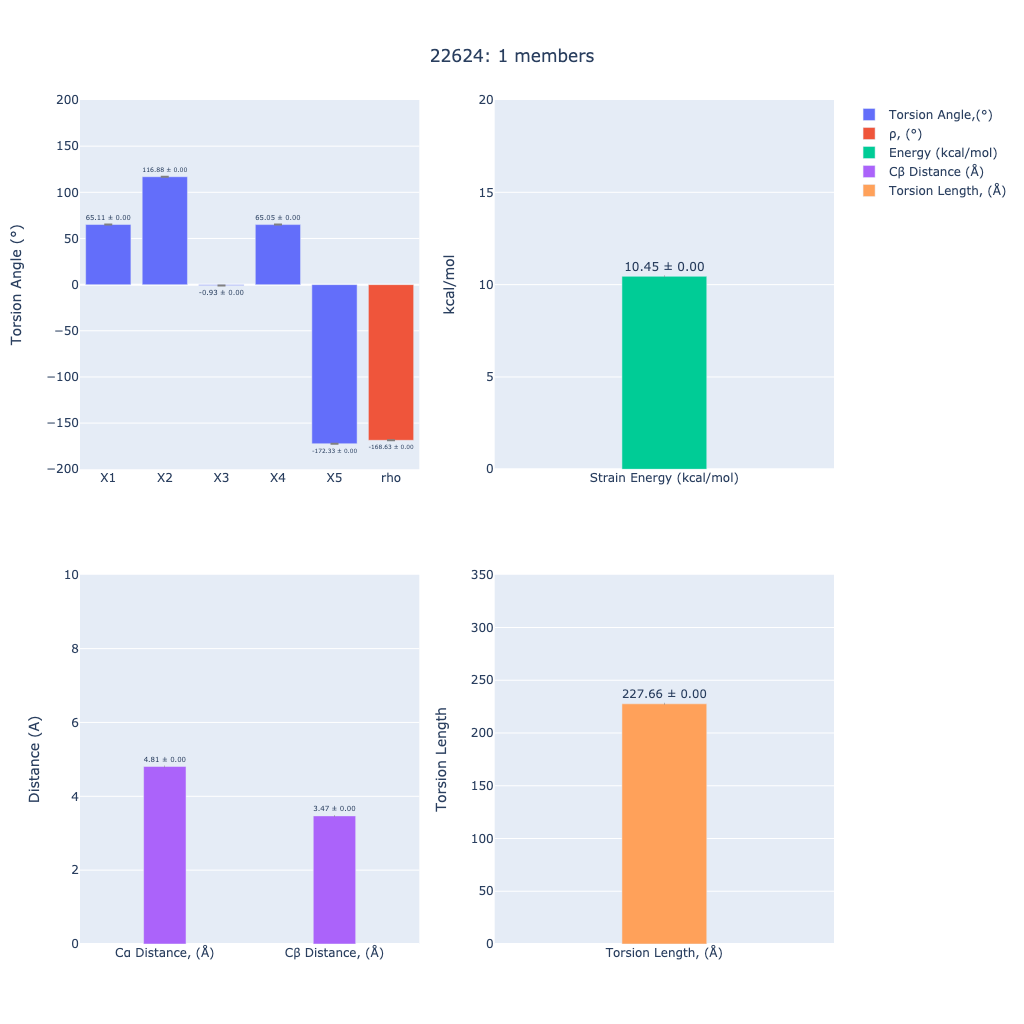 22624: 1 members
Torsion Angle (°)
200
150
100
50
0
−50
−100
−150
−200
65.11 ± 0.00
116.88 ± 0.00
-0.93 ± 0.00
65.05 ± 0.00
-172.33 ± 0.00
-168.63 ± 0.00
X1 X2 X3 X4 X5 rho
kcal/mol
20
15
10
5
0
10.45 ± 0.00
Strain Energy (kcal/mol)
Torsion Angle,(°)
ρ, (°)
Energy (kcal/mol)
Cβ Distance (Å)
Torsion Length, (Å)
Distance (A)
10
8
6
4
2
0
4.81 ± 0.00
3.47 ± 0.00
Cα Distance, (Å) Cβ Distance, (Å)
Torsion Length
350
300
250
200
150
100
50
0
227.66 ± 0.00
Torsion Length, (Å)